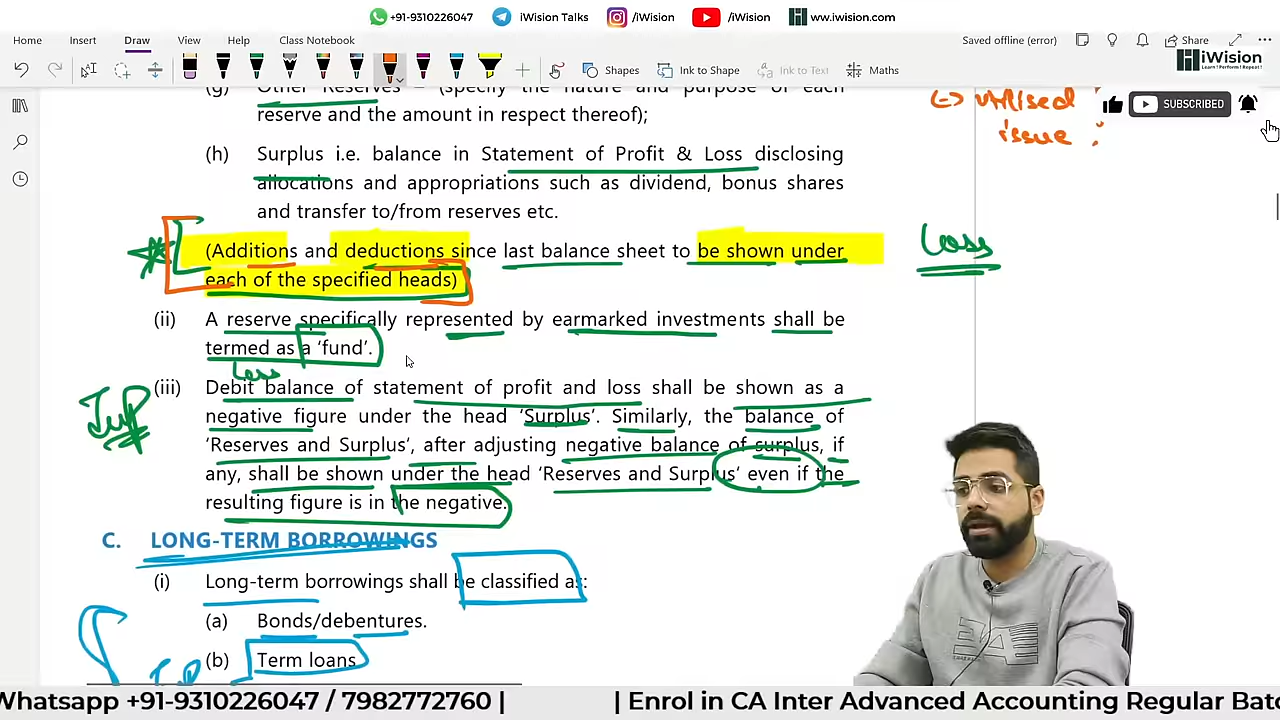 +91-9310226047 iWision Talks /iWision /iWision ww.iwision.com
Home Insert Draw View Help Class Notebook Saved offline (error) Share
Shapes Ink to Shape Ink to Text Maths
iWision
Learn ! Perform ! Repeat !
(g) Other Reserves – (specify the nature and purpose of each
reserve and the amount in respect thereof);
(-) utilised
issue :
SUBSCRIBED
(h) Surplus i.e. balance in Statement of Profit & Loss disclosing
allocations and appropriations such as dividend, bonus shares
and transfer to/from reserves etc.
(Additions and deductions since last balance sheet to be shown under
each of the specified heads)
Loss
(ii) A reserve specifically represented by earmarked investments shall be
termed as a ‘fund’.
Loss
(iii) Debit balance of statement of profit and loss shall be shown as a
negative figure under the head ‘Surplus’. Similarly, the balance of
‘Reserves and Surplus’, after adjusting negative balance of surplus, if
any, shall be shown under the head ‘Reserves and Surplus’ even if the
resulting figure is in the negative.
Imp
C. LONG-TERM BORROWINGS
(i) Long-term borrowings shall be classified as:
(a) Bonds/debentures.
(b) Term loans
Whatsapp +91-9310226047 / 7982772760 | | Enrol in CA Inter Advanced Accounting Regular Batc